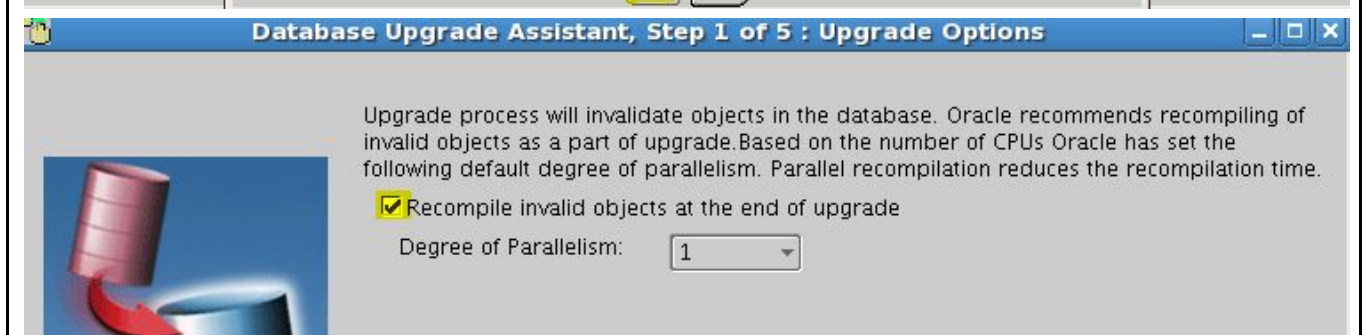 Database Upgrade Assistant, Step 1 of 5 : Upgrade Options
Upgrade process will invalidate objects in the database. Oracle recommends recompiling of
invalid objects as a part of upgrade.Based on the number of CPUs Oracle has set the
following default degree of parallelism. Parallel recompilation reduces the recompilation time.
Recompile invalid objects at the end of upgrade
Degree of Parallelism: 1